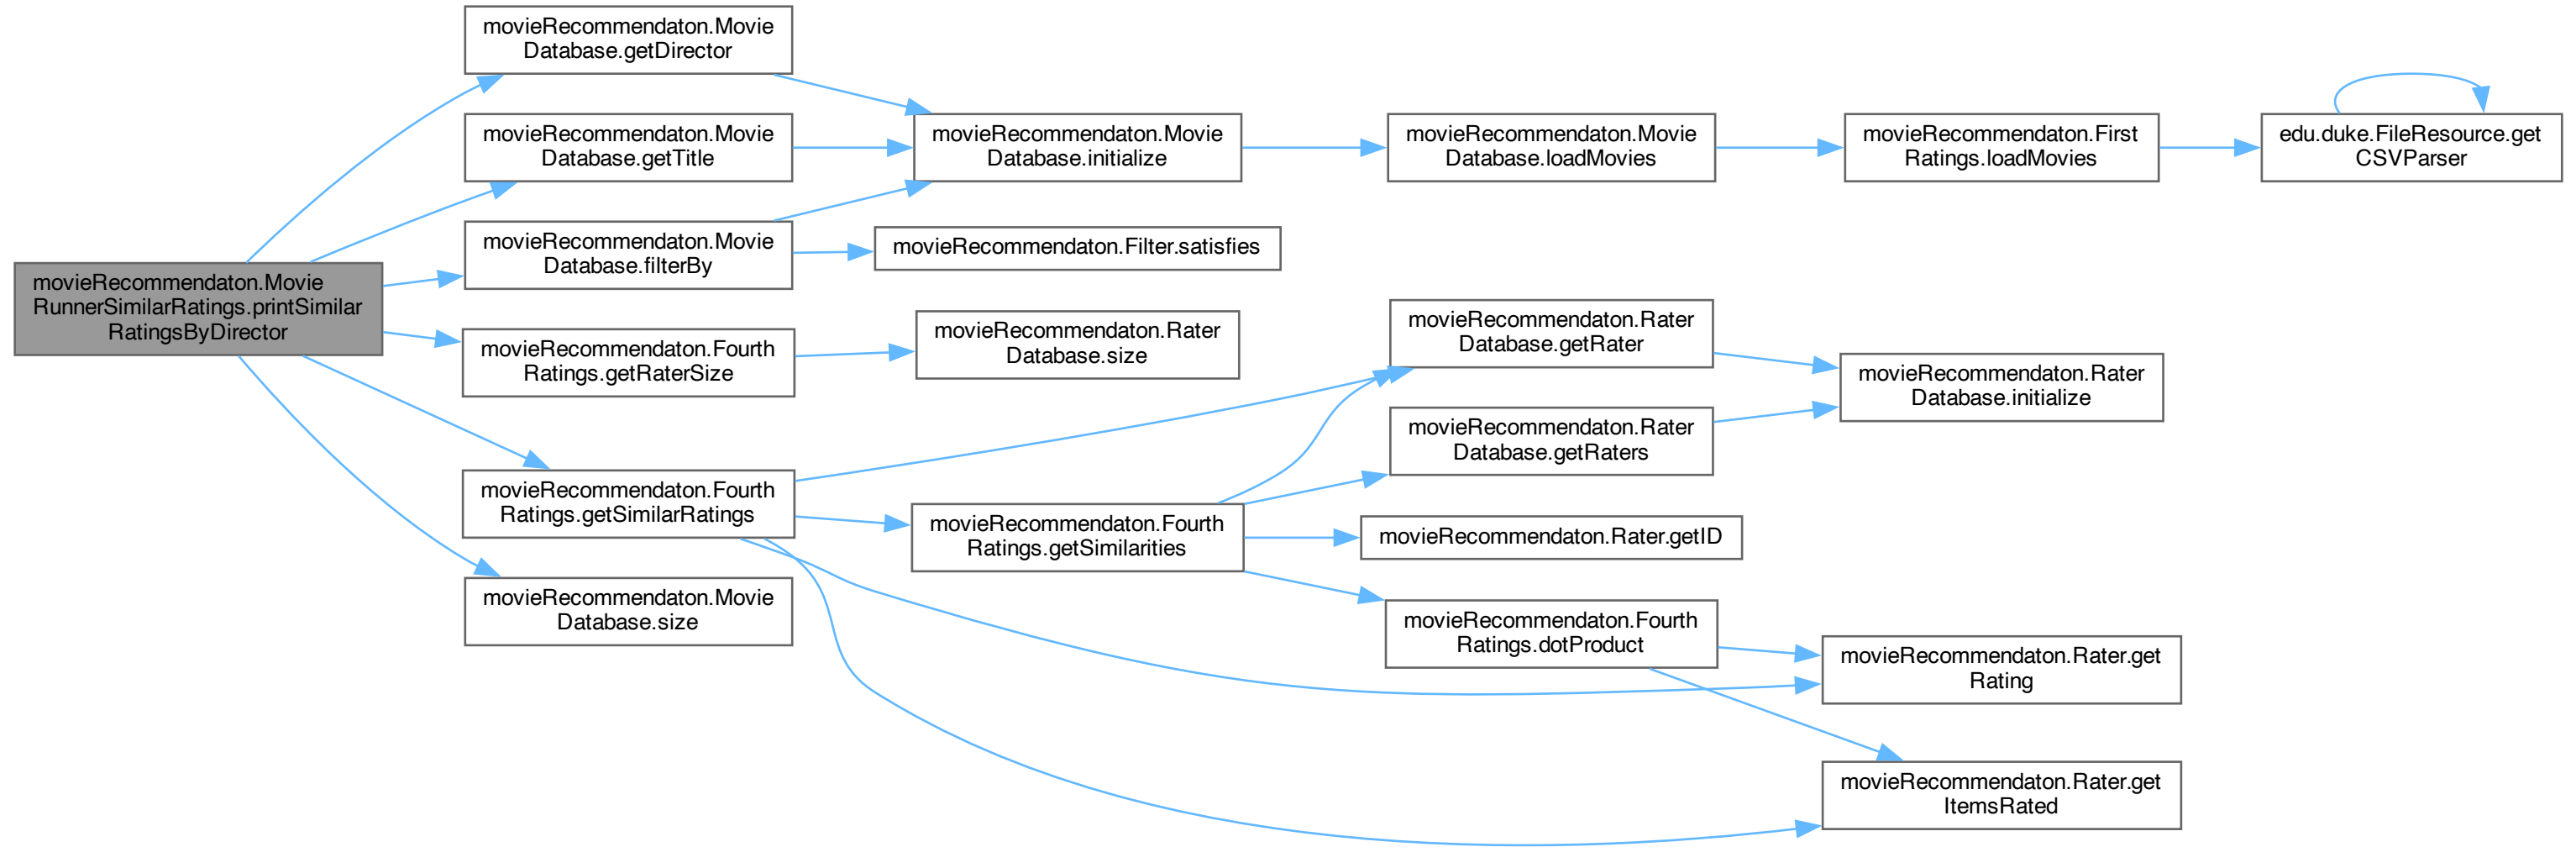 movieRecommendaton.Movie
RunnerSimilarRatings.printSimilar
RatingsByDirector
movieRecommendaton.Movie
Database.getDirector
movieRecommendaton.Movie
Database.getTitle
movieRecommendaton.Movie
Database.filterBy
movieRecommendaton.Fourth
Ratings.getRaterSize
movieRecommendaton.Fourth
Ratings.getSimilarRatings
movieRecommendaton.Movie
Database.size
movieRecommendaton.Movie
Database.initialize
movieRecommendaton.Filter.satisfies
movieRecommendaton.Rater
Database.size
movieRecommendaton.Fourth
Ratings.getSimilarities
movieRecommendaton.Movie
Database.loadMovies
movieRecommendaton.Rater
Database.getRater
movieRecommendaton.Rater
Database.getRaters
movieRecommendaton.Rater.getID
movieRecommendaton.Fourth
Ratings.dotProduct
movieRecommendaton.First
Ratings.loadMovies
movieRecommendaton.Rater
Database.initialize
movieRecommendaton.Rater.get
Rating
movieRecommendaton.Rater.get
ItemsRated
edu.duke.FileResource.get
CSVParser